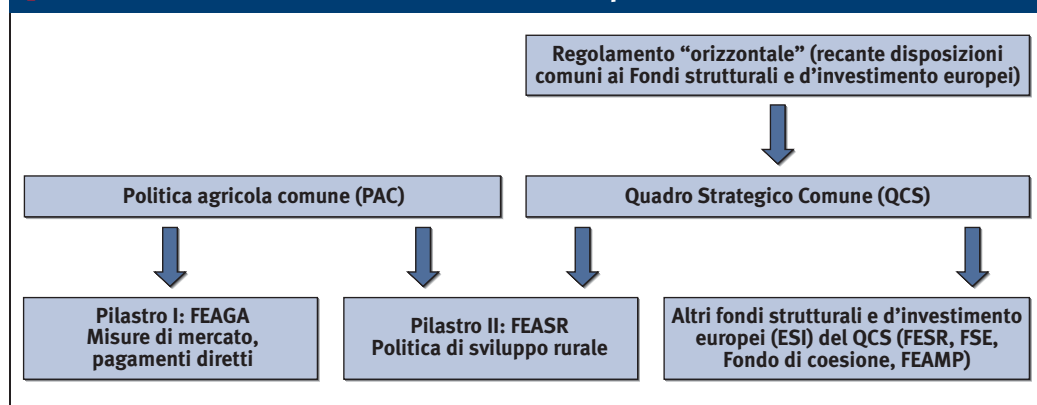 Regolamento “orizzontale” (recante disposizioni
comuni ai Fondi strutturali e d’investimento europei)
Politica agricola comune (PAC)
Quadro Strategico Comune (QCS)
Pilastro I: FEAGA
Misure di mercato,
pagamenti diretti
Pilastro II: FEASR
Politica di sviluppo rurale
Altri fondi strutturali e d’investimento
europei (ESI) del QCS (FESR, FSE,
Fondo di coesione, FEAMP)